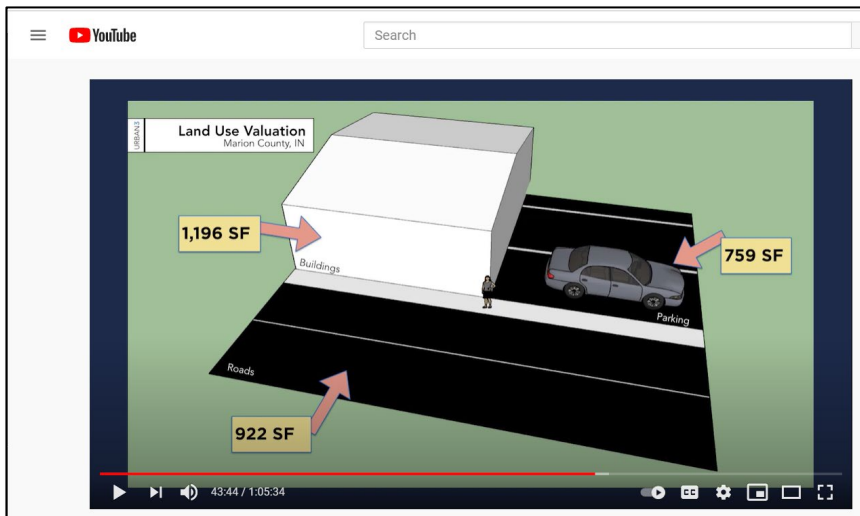 YouTube
Search
URBAN3
Land Use Valuation
Marion County, IN
1,196 SF
759 SF
Buildings
Parking
Roads
922 SF
43:44 / 1:05:34
CC